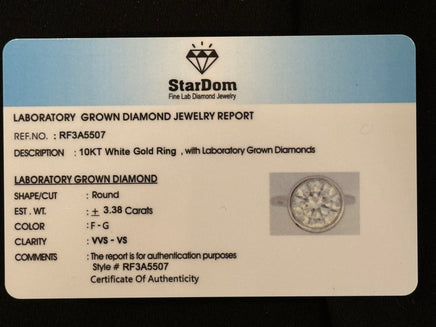 StarDom
Fine Lab Diamond Jewelry
LABORATORY GROWN DIAMOND JEWELRY REPORT
REF.NO. : RF3A5507
DESCRIPTION : 10KT White Gold Ring , with Laboratory Grown Diamonds
LABORATORY GROWN DIAMOND
SHAPE/CUT : Round
EST . WT. : ± 3.38 Carats
COLOR : F - G
CLARITY : VVS - VS
COMMENTS : The report is for authentication purposes
Style # RF3A5507
Certificate Of Authenticity